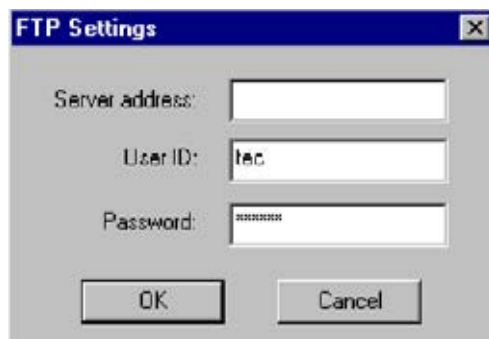 FTP Settings
Server address:
User ID: tec
Password: ××××××
OK Cancel